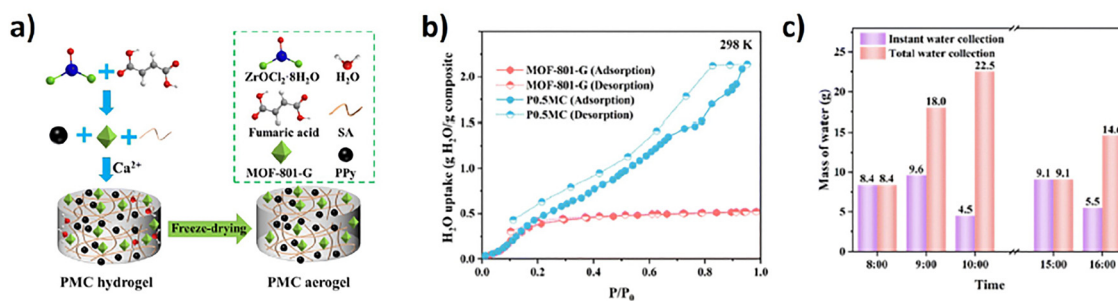 a)
ZrOCl₂·8H₂O
H₂O
Fumaric acid
SA
MOF-801-G
PPy
Ca²⁺
Freeze-drying
PMC hydrogel
PMC aerogel
b)
298 K
MOF-801-G (Adsorption)
MOF-801-G (Desorption)
P0.5MC (Adsorption)
P0.5MC (Desorption)
H₂O uptake (g H₂O/g composite)
2.5
2.0
1.5
1.0
0.5
0.0
0.0 0.2 0.4 0.6 0.8 1.0
P/P₀
c)
Instant water collection
Total water collection
Mass of water (g)
25
20
15
10
5
0
8.4 8.4
9.6 18.0
4.5 22.5
9.1 9.1
5.5 14.6
8:00 9:00 10:00 15:00 16:00
Time